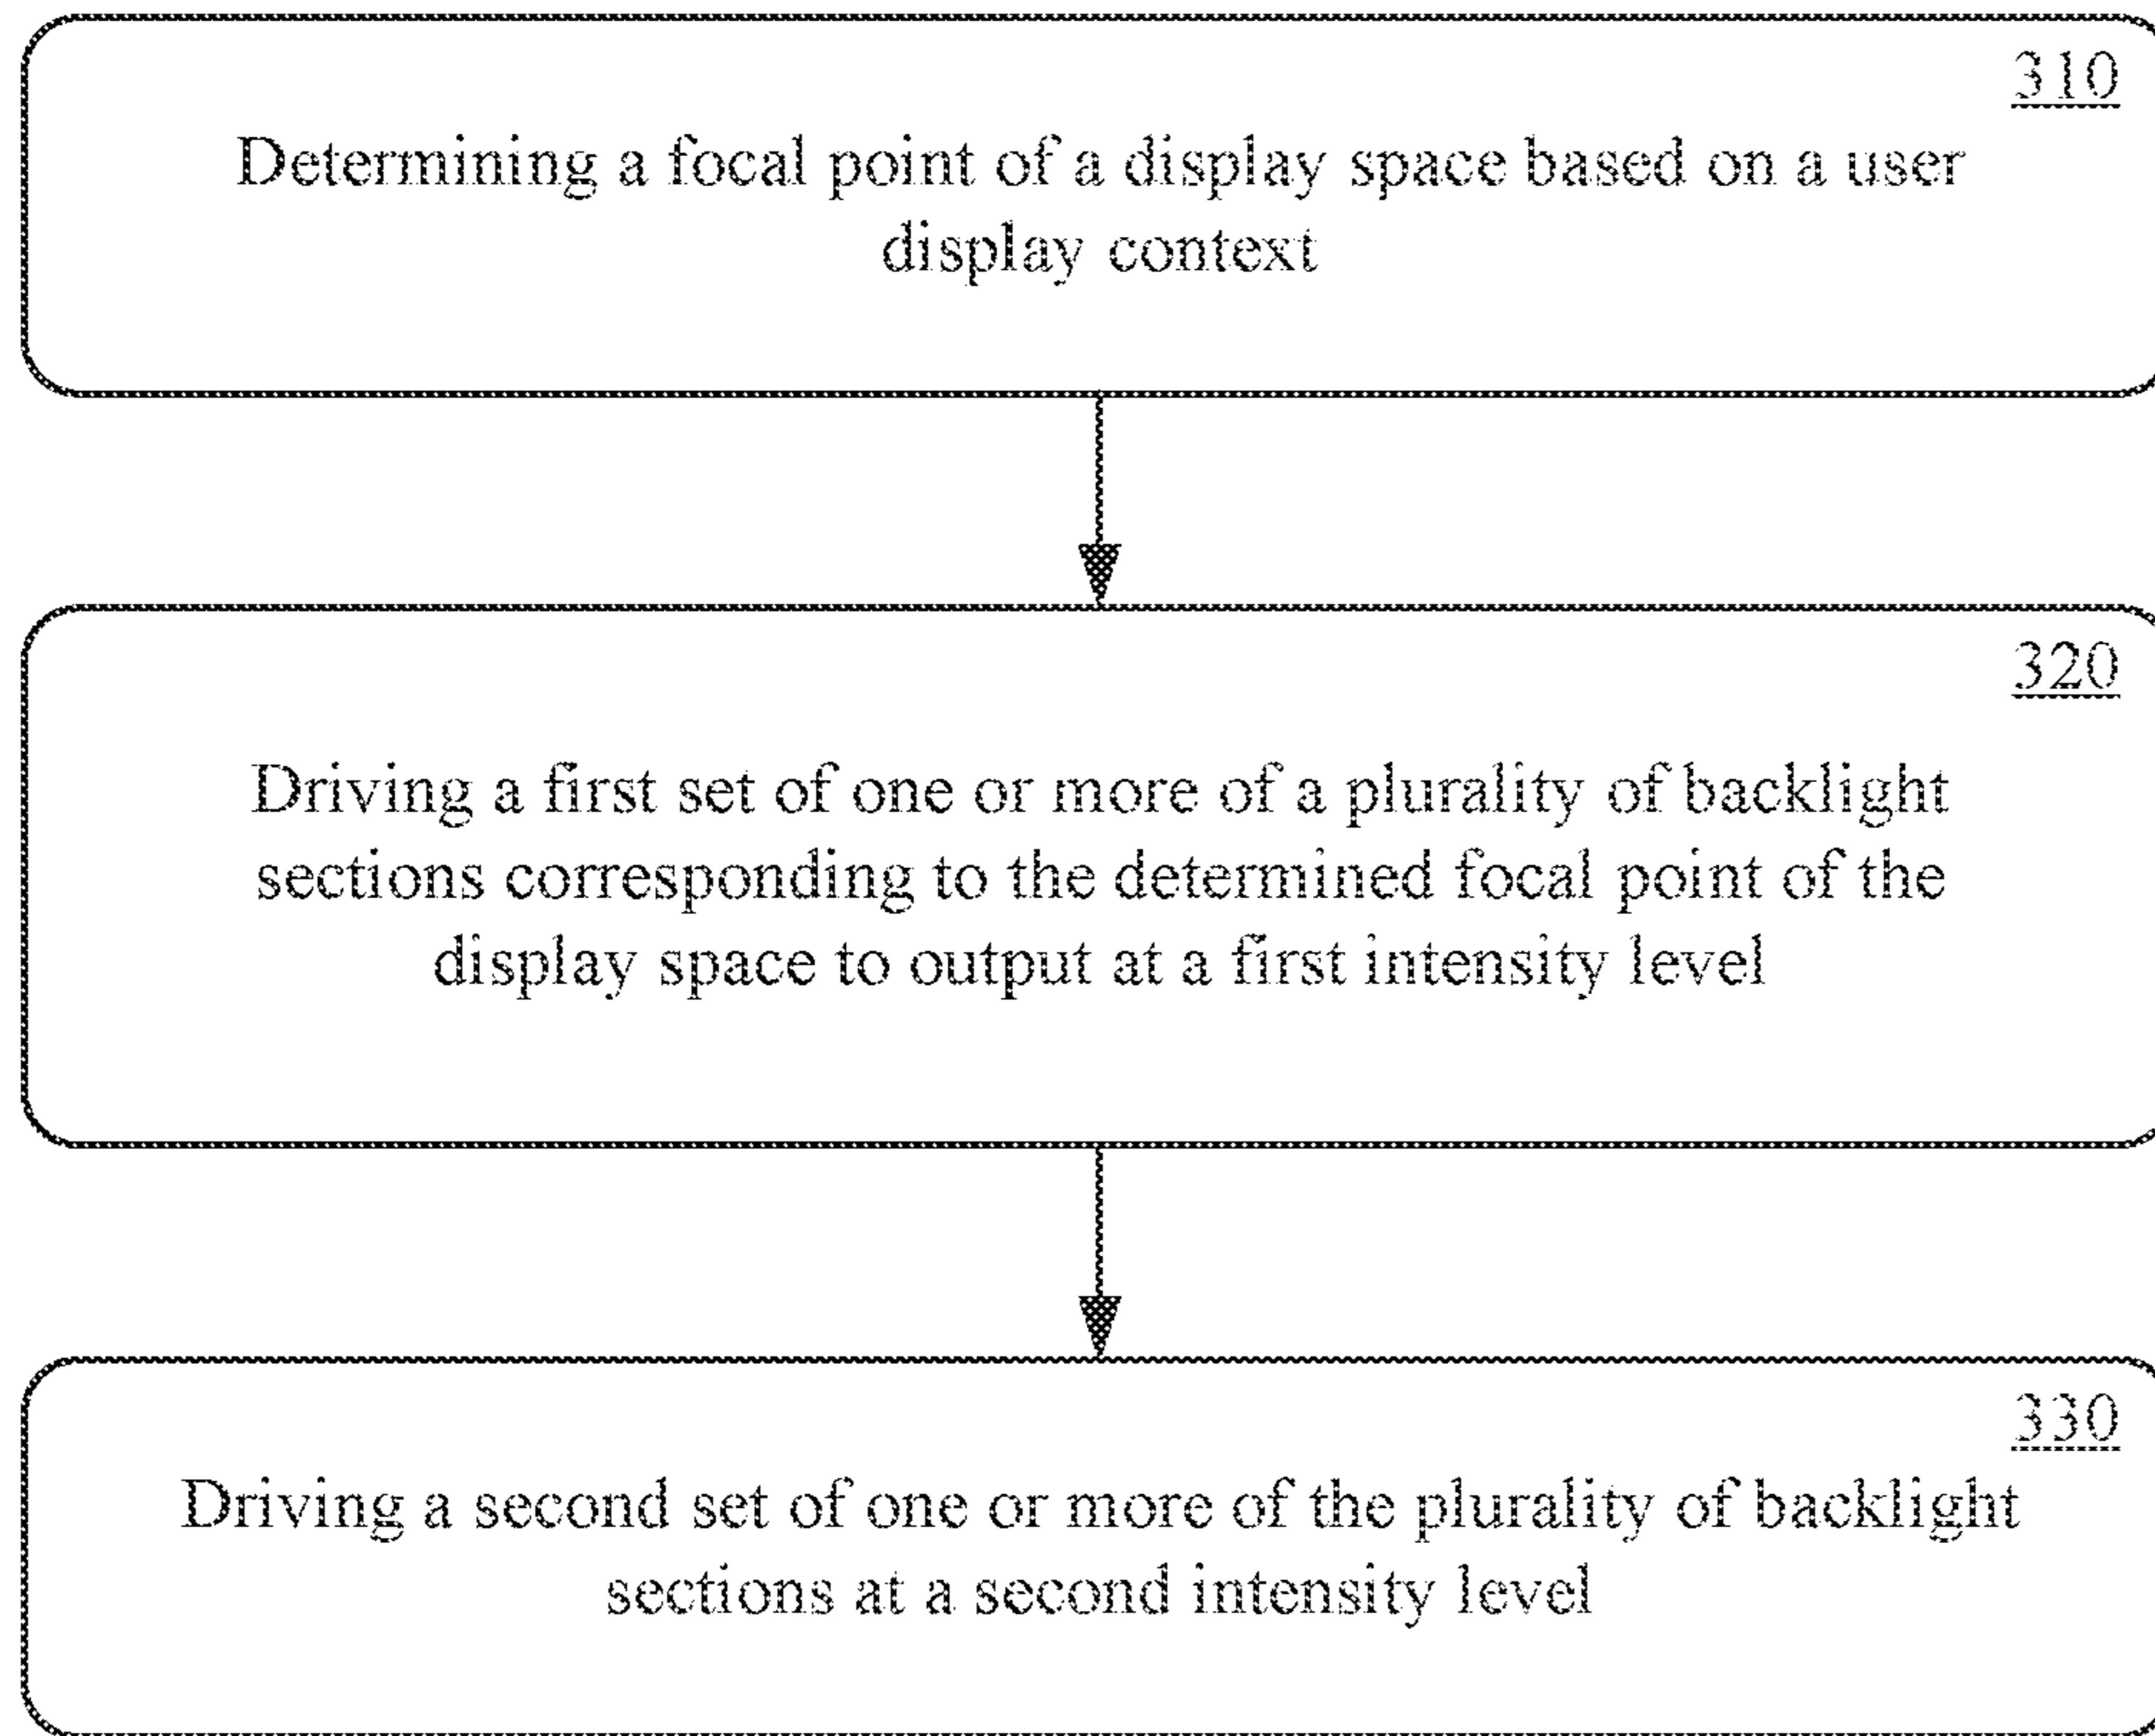 310
Determining a focal point of a display space based on a user
display context
320
Driving a first set of one or more of a plurality of backlight
sections corresponding to the determined focal point of the
display space to output at a first intensity level
330
Driving a second set of one or more of the plurality of backlight
sections at a second intensity level